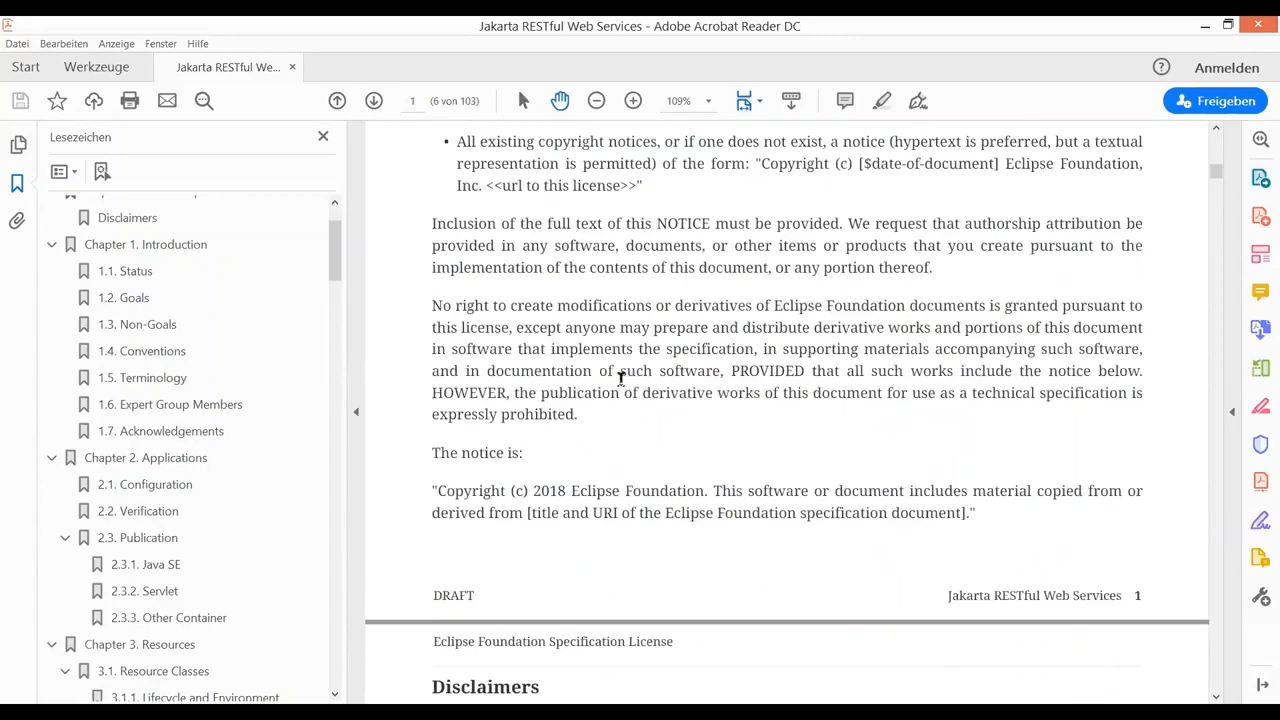 Jakarta RESTful Web Services - Adobe Acrobat Reader DC
Datei Bearbeiten Anzeige Fenster Hilfe
Start Werkzeuge Jakarta RESTful We... Anmelden
1 (6 von 103) 109% Freigeben
Lesezeichen
Disclaimers
Chapter 1. Introduction
1.1. Status
1.2. Goals
1.3. Non-Goals
1.4. Conventions
1.5. Terminology
1.6. Expert Group Members
1.7. Acknowledgements
Chapter 2. Applications
2.1. Configuration
2.2. Verification
2.3. Publication
2.3.1. Java SE
2.3.2. Servlet
2.3.3. Other Container
Chapter 3. Resources
3.1. Resource Classes
3.1.1. Lifecycle and Environment
• All existing copyright notices, or if one does not exist, a notice (hypertext is preferred, but a textual
representation is permitted) of the form: "Copyright (c) [$date-of-document] Eclipse Foundation,
Inc. <<url to this license>>"
Inclusion of the full text of this NOTICE must be provided. We request that authorship attribution be
provided in any software, documents, or other items or products that you create pursuant to the
implementation of the contents of this document, or any portion thereof.
No right to create modifications or derivatives of Eclipse Foundation documents is granted pursuant to
this license, except anyone may prepare and distribute derivative works and portions of this document
in software that implements the specification, in supporting materials accompanying such software,
and in documentation of such software, PROVIDED that all such works include the notice below.
HOWEVER, the publication of derivative works of this document for use as a technical specification is
expressly prohibited.
The notice is:
"Copyright (c) 2018 Eclipse Foundation. This software or document includes material copied from or
derived from [title and URI of the Eclipse Foundation specification document]."
DRAFT Jakarta RESTful Web Services 1
Eclipse Foundation Specification License
Disclaimers